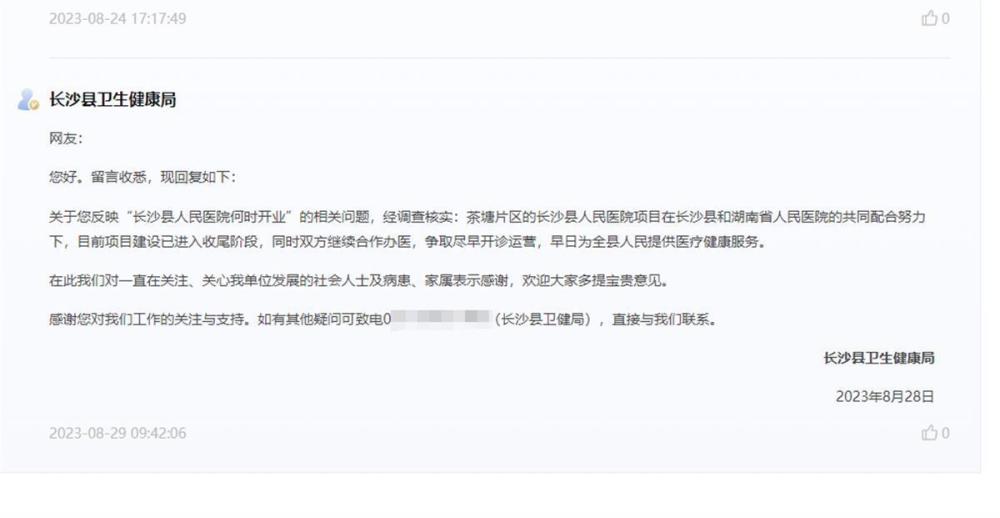 2023-08-24 17:17:49
0
长沙县卫生健康局
网友：
您好。留言收悉，现回复如下：
关于您反映“长沙县人民医院何时开业”的相关问题，经调查核实：茶塘片区的长沙县人民医院项目在长沙县和湖南省人民医院的共同配合努力
下，目前项目建设已进入收尾阶段，同时双方继续合作办医，争取尽早开诊运营，早日为全县人民提供医疗健康服务。
在此我们对一直在关注、关心我单位发展的社会人士及病患、家属表示感谢，欢迎大家多提宝贵意见。
感谢您对我们工作的关注与支持。如有其他疑问可致电0（长沙县卫健局），直接与我们联系。
长沙县卫生健康局
2023年8月28日
2023-08-29 09:42:06
0